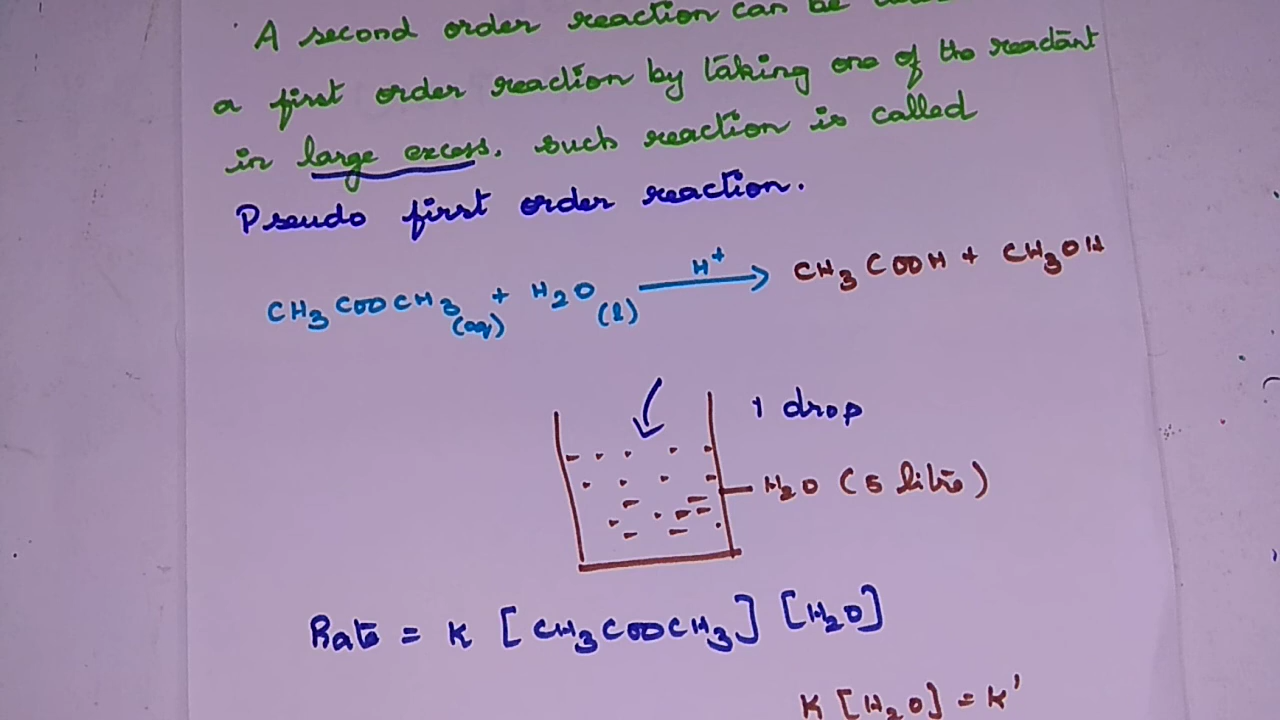 A second order reaction can be
a first order reaction by taking one of the reactant
in large excess. such reaction is called
Pseudo first order reaction.
CH3COOCH3(aq) + H2O(l) H+→ CH3COOH + CH3OH
1 drop
H2O (5 litre)
Rate = K [CH3COOCH3] [H2O]
K [H2O] = K'